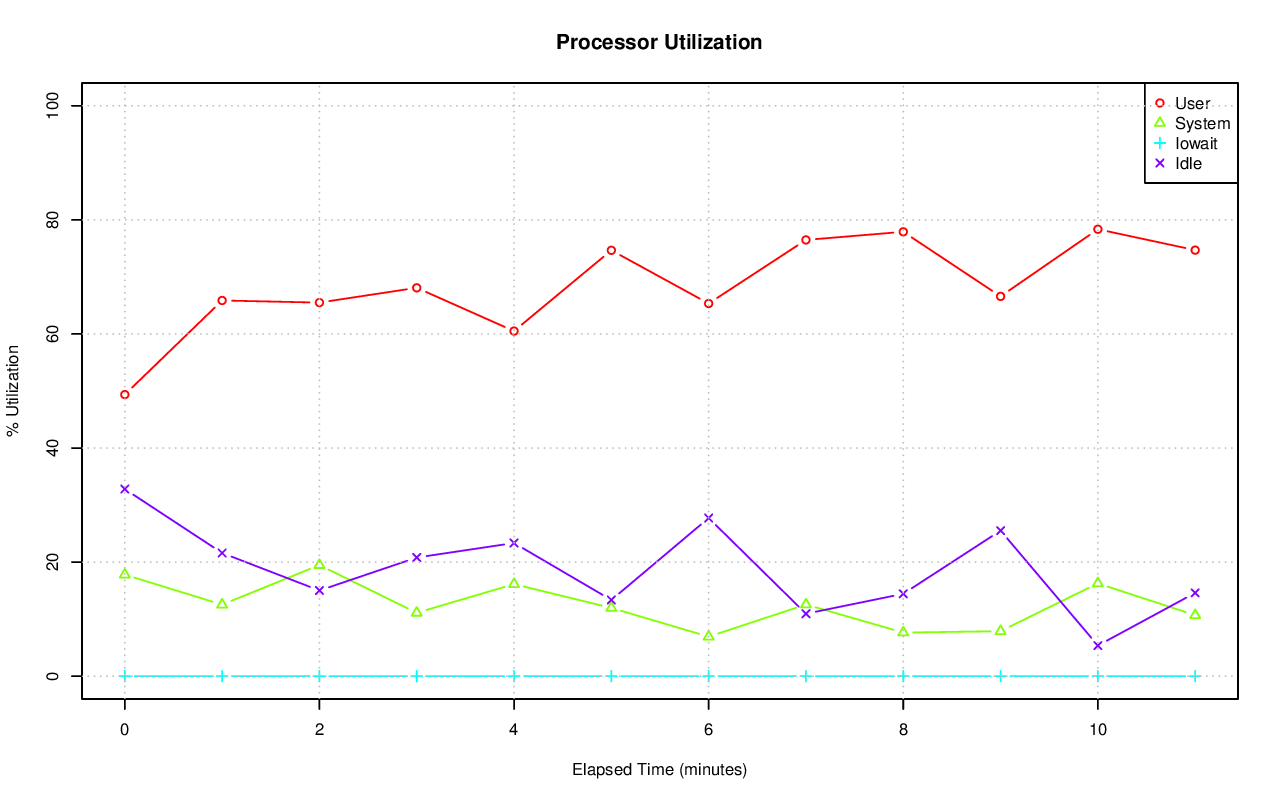 Processor Utilization
User
System
Iowait
Idle
100
80
60
40
20
0
% Utilization
0 2 4 6 8 10
Elapsed Time (minutes)